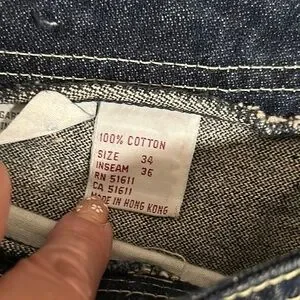 100% COTTON
SIZE 34
INSEAM 36
RN 51611
CA 51611
MADE IN HONG KONG